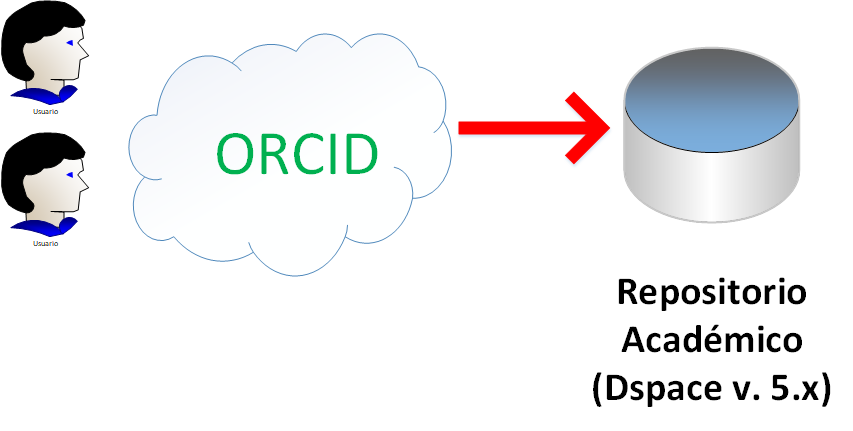 Usuario
ORCID
Usuario
Repositorio
Académico
(Dspace v. 5.x)